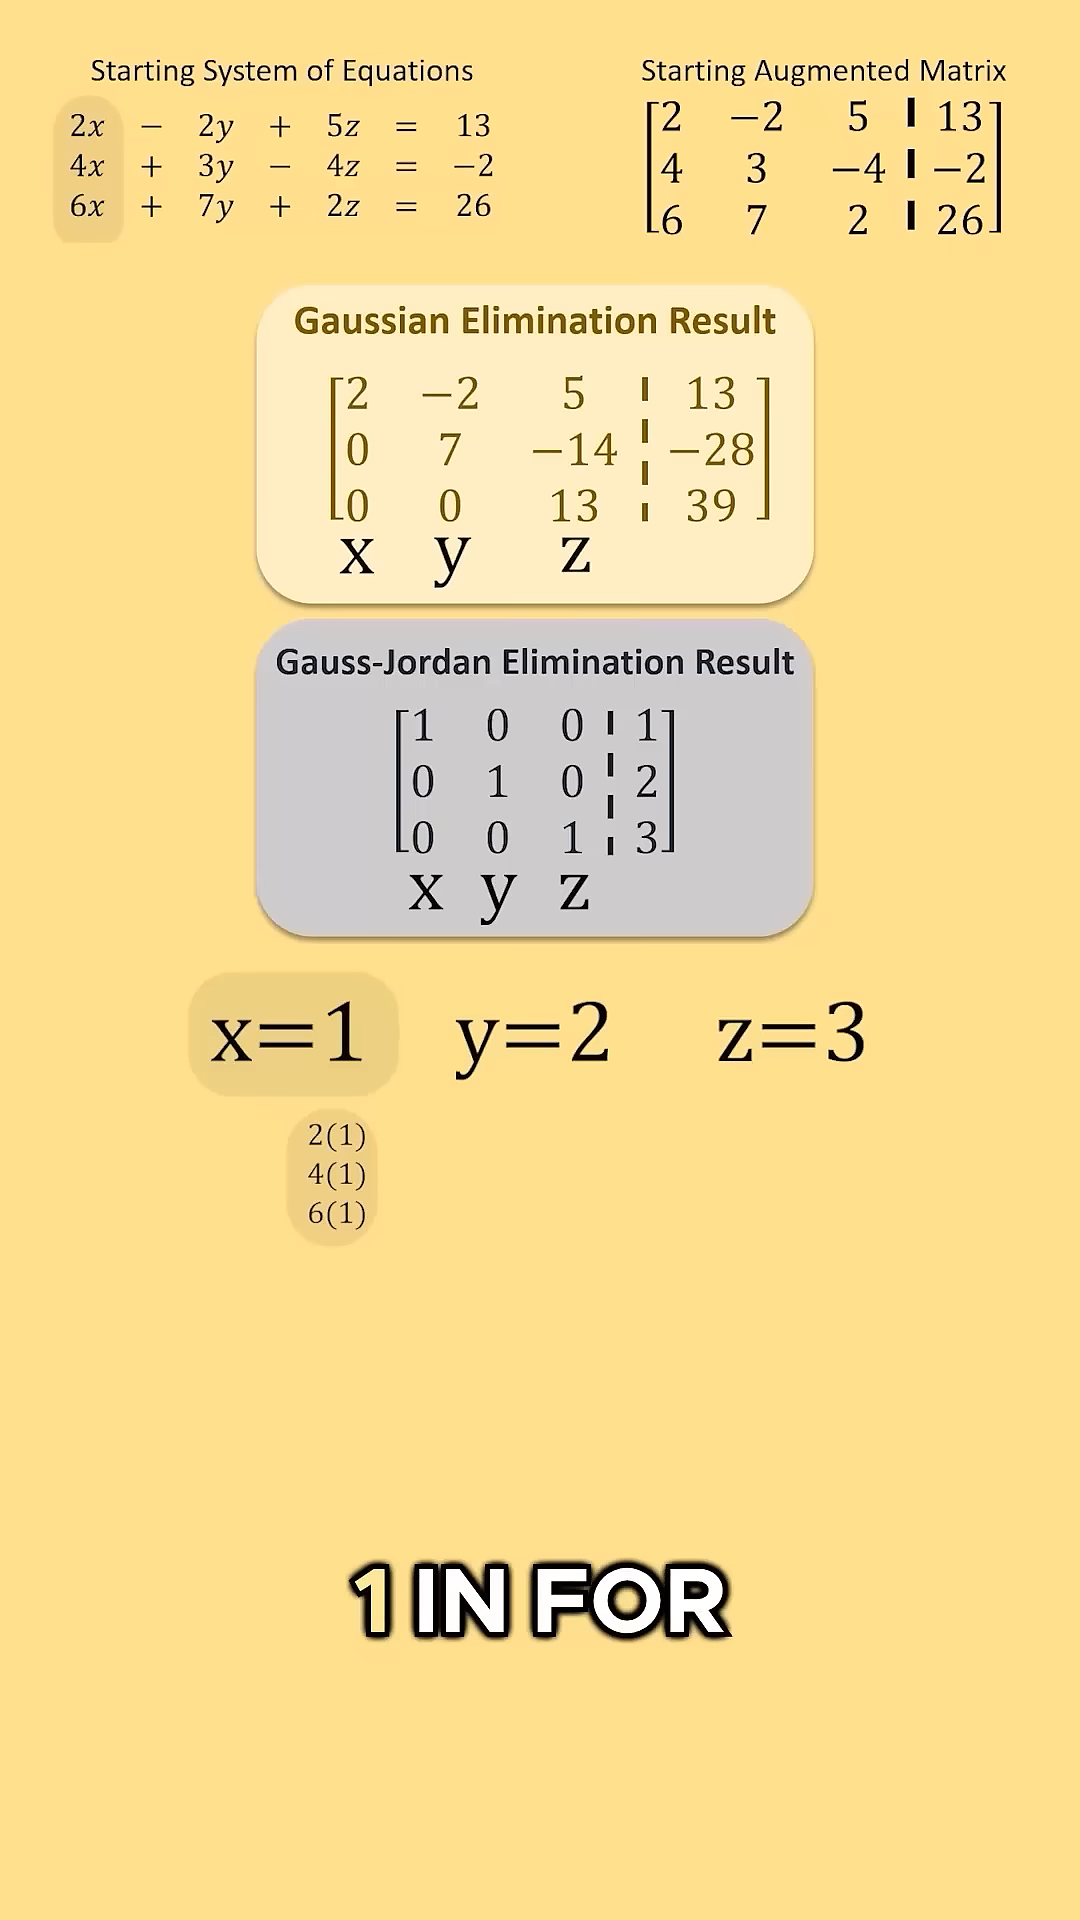 Starting System of Equations
2x − 2y + 5z = 13
4x + 3y − 4z = −2
6x + 7y + 2z = 26
Starting Augmented Matrix
[2 −2 5 | 13]
[4 3 −4 | −2]
[6 7 2 | 26]
Gaussian Elimination Result
[2 −2 5 | 13]
[0 7 −14 | −28]
[0 0 13 | 39]
x y z
Gauss-Jordan Elimination Result
[1 0 0 | 1]
[0 1 0 | 2]
[0 0 1 | 3]
x y z
x=1 y=2 z=3
2(1)
4(1)
6(1)
1 IN FOR